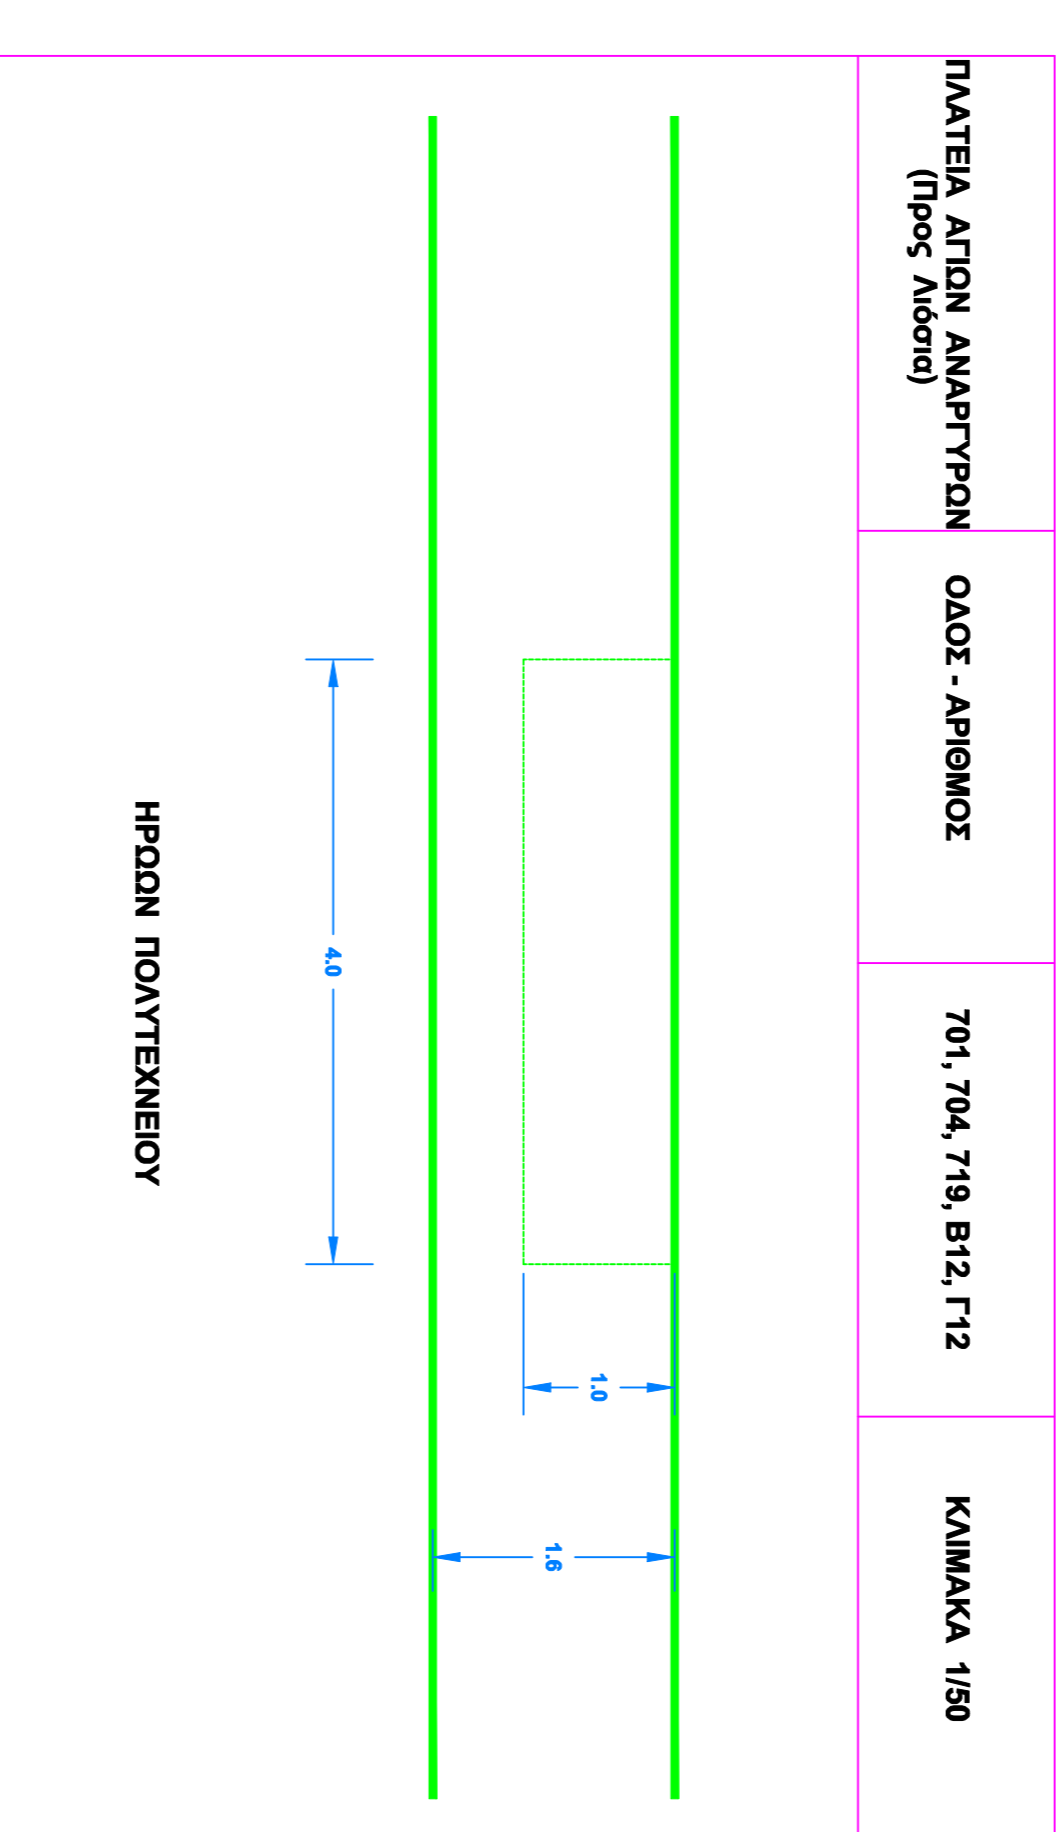 ΠΛΑΤΕΙΑ ΑΓΙΩΝ ΑΝΑΡΓΥΡΩΝ
(Προς Λιόσια)
ΟΔΟΣ - ΑΡΙΘΜΟΣ
701, 704, 719, Β12, Γ12
ΚΛΙΜΑΚΑ 1/50
1.0
1.6
4.0
ΗΡΩΩΝ ΠΟΛΥΤΕΧΝΕΙΟΥ